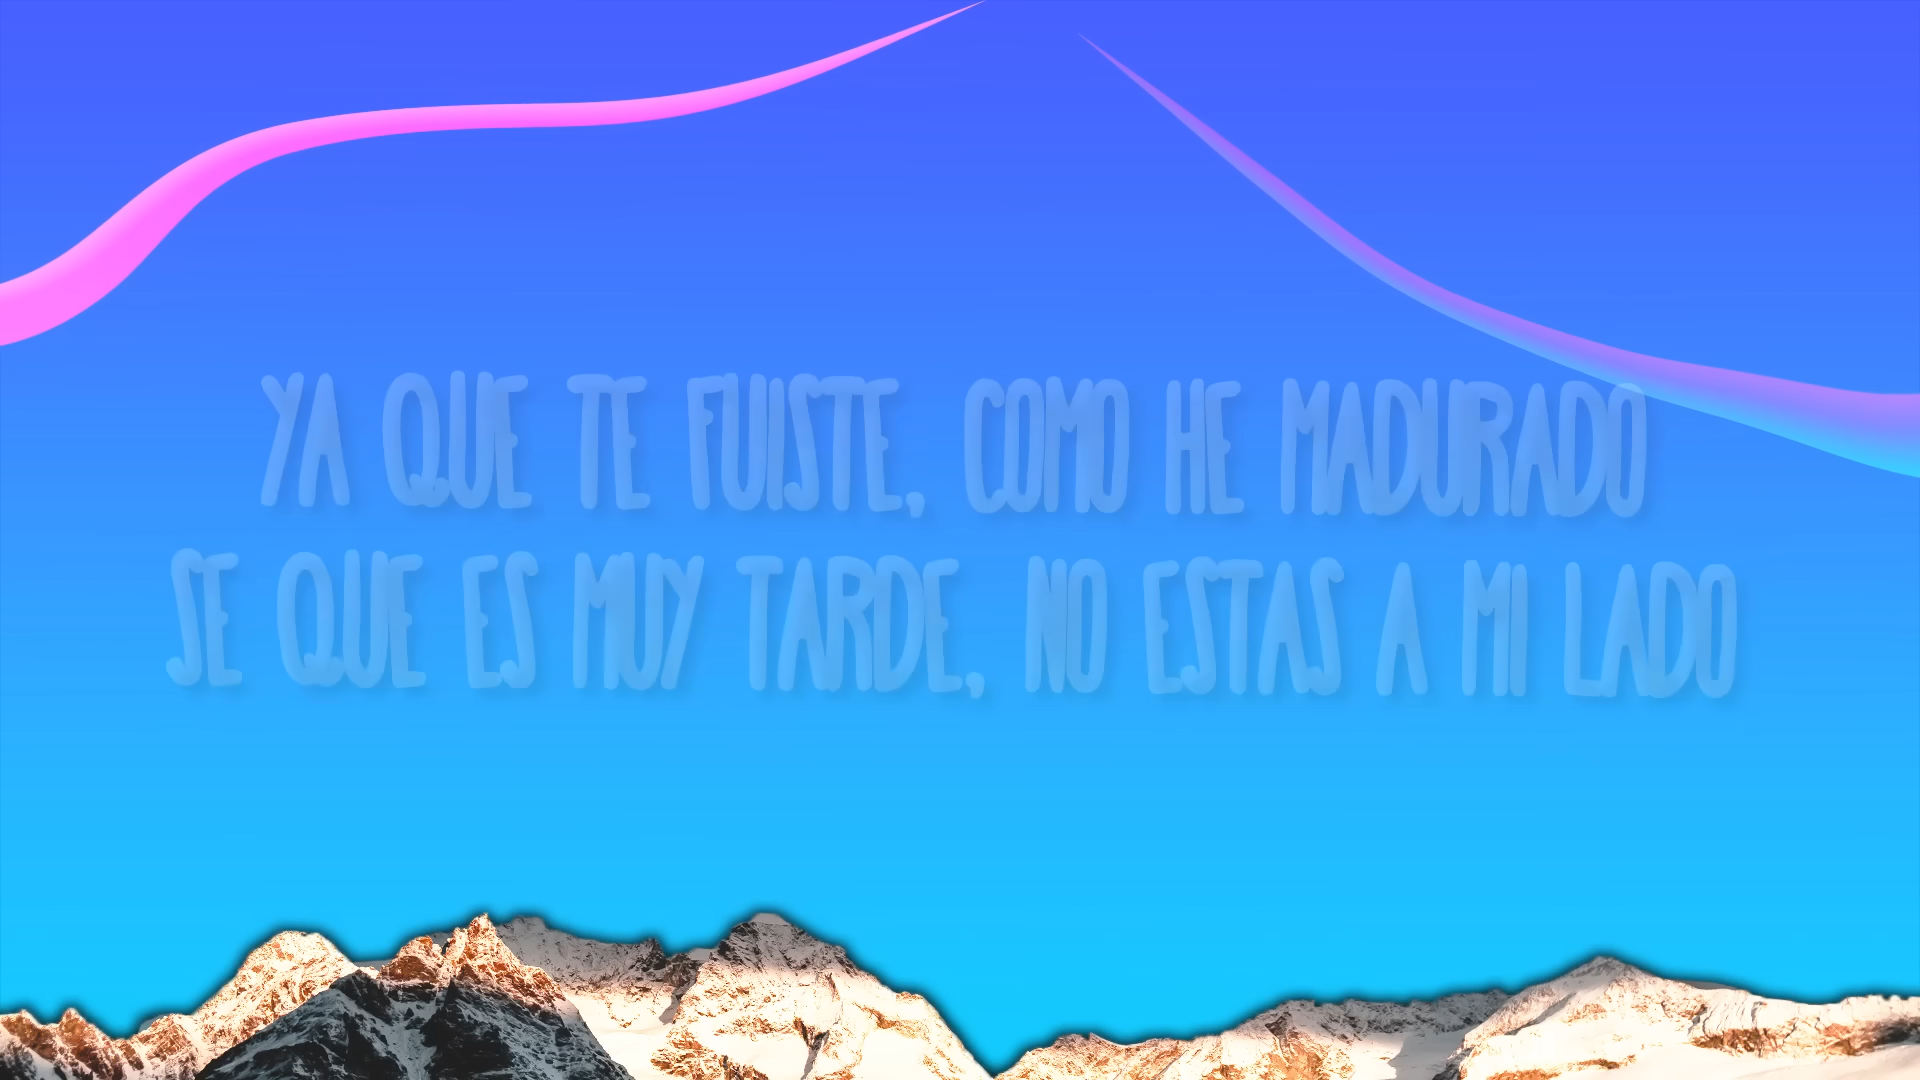 YA QUE TE FUISTE, COMO HE MADURADO
SE QUE ES MUY TARDE, NO ESTAS A MI LADO